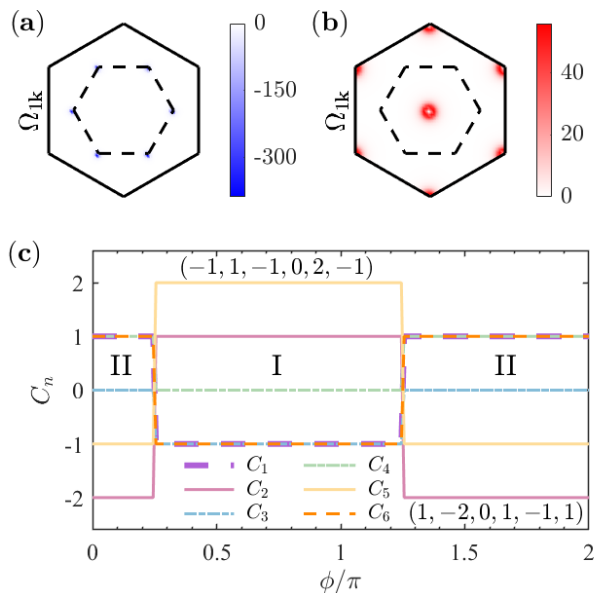 (a)
Ω1k
0
-150
-300
(b)
Ω1k
40
20
0
(c)
(−1, 1, −1, 0, 2, −1)
2
1
0
-1
-2
Cn
II
I
II
C1
C2
C3
C4
C5
C6
(1, −2, 0, 1, −1, 1)
0
0.5
1
1.5
2
ϕ/π